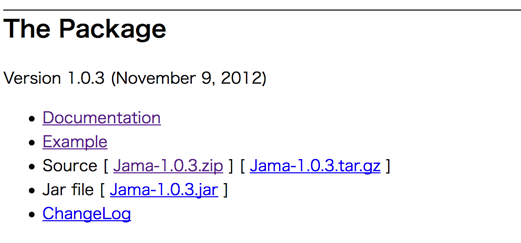 The Package
Version 1.0.3 (November 9, 2012)
• Documentation
• Example
• Source [ Jama-1.0.3.zip ] [ Jama-1.0.3.tar.gz ]
• Jar file [ Jama-1.0.3.jar ]
• ChangeLog